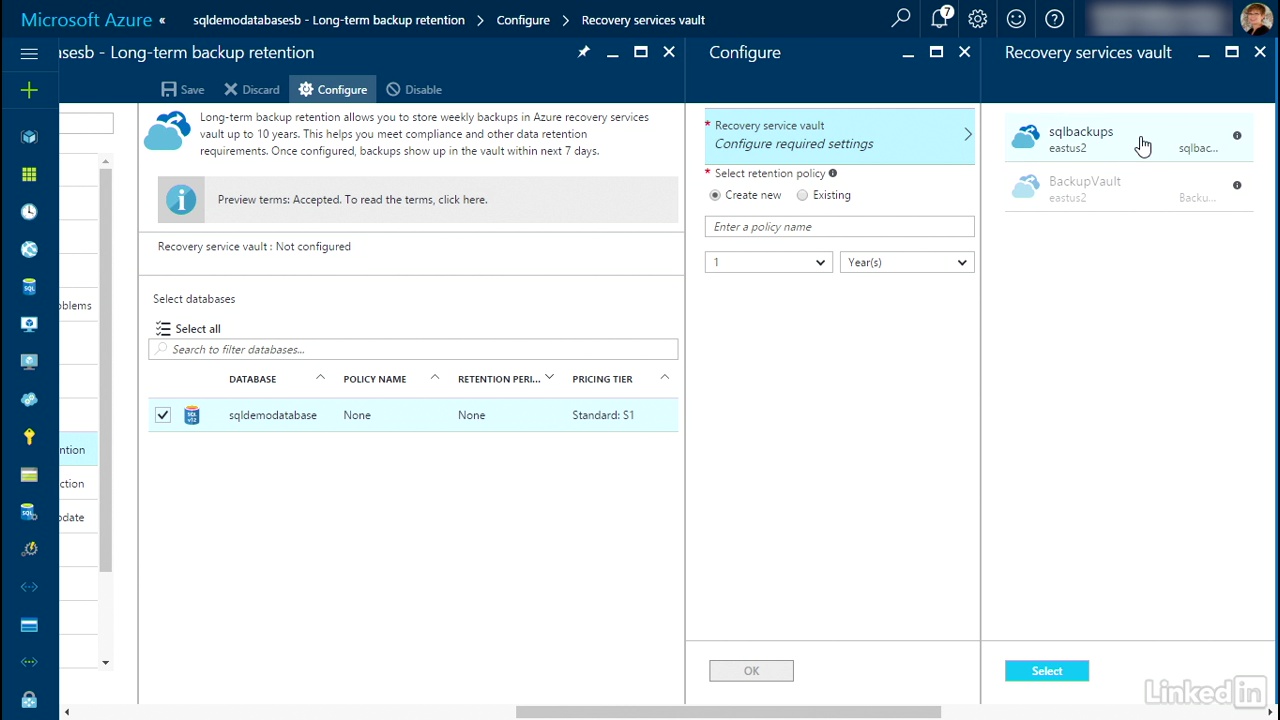 Microsoft Azure «
sqldemodatabasesb - Long-term backup retention > Configure > Recovery services vault
7
asesb - Long-term backup retention
Save
Discard
Configure
Disable
Long-term backup retention allows you to store weekly backups in Azure recovery services
vault up to 10 years. This helps you meet compliance and other data retention
requirements. Once configured, backups show up in the vault within next 7 days.
Preview terms: Accepted. To read the terms, click here.
Recovery service vault : Not configured
Select databases
Select all
Search to filter databases...
DATABASE
POLICY NAME
RETENTION PERI...
PRICING TIER
sqldemodatabase
None
None
Standard: S1
oblems
ntion
ction
pdate
Configure
* Recovery service vault
Configure required settings
* Select retention policy
Create new
Existing
Enter a policy name
1
Year(s)
OK
Recovery services vault
sqlbackups
eastus2
sqlbac...
BackupVault
eastus2
Backu...
Select
LinkedIn